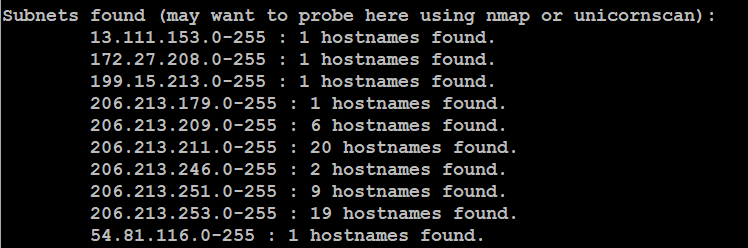 Subnets found (may want to probe here using nmap or unicornscan):
13.111.153.0-255 : 1 hostnames found.
172.27.208.0-255 : 1 hostnames found.
199.15.213.0-255 : 1 hostnames found.
206.213.179.0-255 : 1 hostnames found.
206.213.209.0-255 : 6 hostnames found.
206.213.211.0-255 : 20 hostnames found.
206.213.246.0-255 : 2 hostnames found.
206.213.251.0-255 : 9 hostnames found.
206.213.253.0-255 : 19 hostnames found.
54.81.116.0-255 : 1 hostnames found.